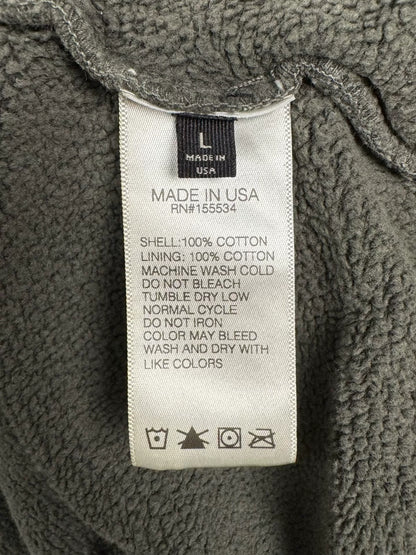 L
MADE IN
USA
MADE IN USA
RN#155534
SHELL:100% COTTON
LINING: 100% COTTON
MACHINE WASH COLD
DO NOT BLEACH
TUMBLE DRY LOW
NORMAL CYCLE
DO NOT IRON
COLOR MAY BLEED
WASH AND DRY WITH
LIKE COLORS